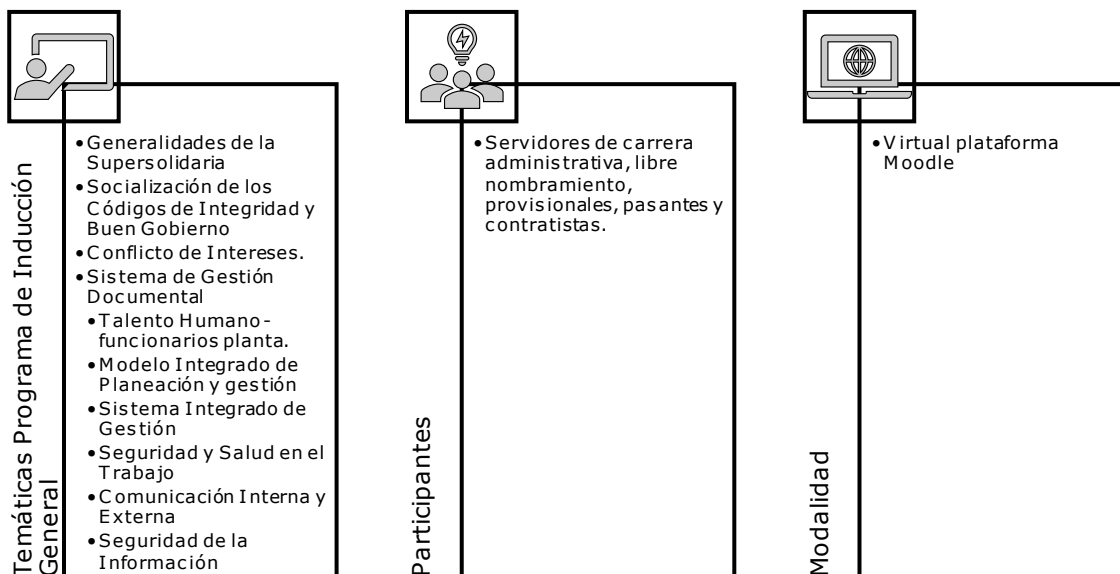 Temáticas Programa de Inducción
General
•Generalidades de la
Supersolidaria
•Socialización de los
Códigos de Integridad y
Buen Gobierno
•Conflicto de Intereses.
•Sistema de Gestión
Documental
•Talento Humano -
funcionarios planta.
•Modelo Integrado de
Planeación y gestión
•Sistema Integrado de
Gestión
•Seguridad y Salud en el
Trabajo
•Comunicación Interna y
Externa
•Seguridad de la
Información
Participantes
•Servidores de carrera
administrativa, libre
nombramiento,
provisionales, pasantes y
contratistas.
Modalidad
•Virtual plataforma
Moodle